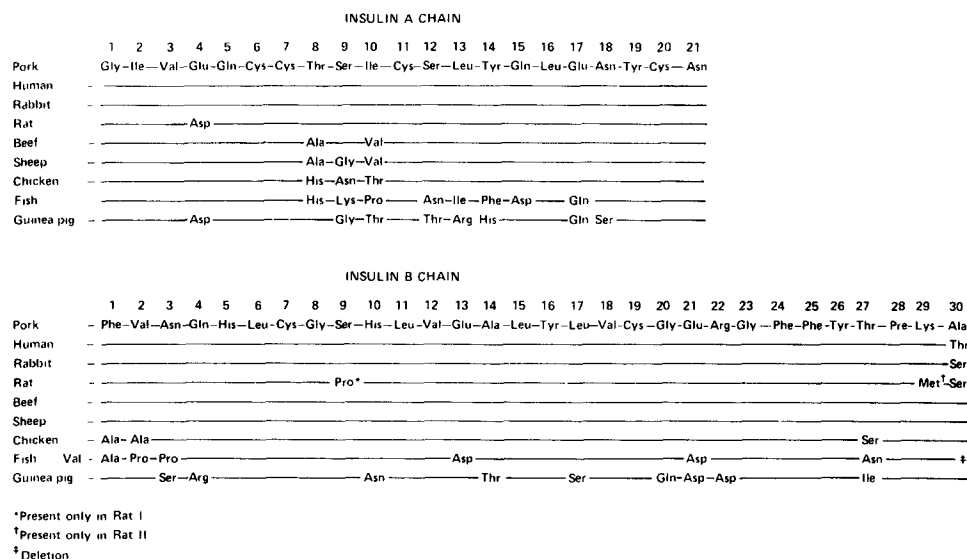 INSULIN A CHAIN
1 2 3 4 5 6 7 8 9 10 11 12 13 14 15 16 17 18 19 20 21
Pork Gly-Ile-Val-Glu-Gln-Cys-Cys-Thr-Ser-Ile-Cys-Ser-Leu-Tyr-Gln-Leu-Glu-Asn-Tyr-Cys-Asn
Human
Rabbit
Rat Asp
Beef Ala Val
Sheep Ala-Gly-Val
Chicken His-Asn-Thr
Fish His-Lys-Pro Asn-Ile-Phe-Asp Gln
Guinea pig Asp Gly-Thr Thr-Arg His Gln Ser
INSULIN B CHAIN
1 2 3 4 5 6 7 8 9 10 11 12 13 14 15 16 17 18 19 20 21 22 23 24 25 26 27 28 29 30
Pork - Phe-Val-Asn-Gln-His-Leu-Cys-Gly-Ser-His-Leu-Val-Glu-Ala-Leu-Tyr-Leu-Val-Cys-Gly-Glu-Arg-Gly-Phe-Phe-Tyr-Thr-Pre-Lys-Ala
Human Thr
Rabbit Ser
Rat Pro* Met†-Ser
Beef
Sheep
Chicken - Ala-Ala Ser
Fish Val - Ala-Pro-Pro Asp Asp Asn ‡
Guinea pig Ser-Arg Asn Thr Ser Gln-Asp-Asp Ile
*Present only in Rat I
†Present only in Rat II
‡Deletion